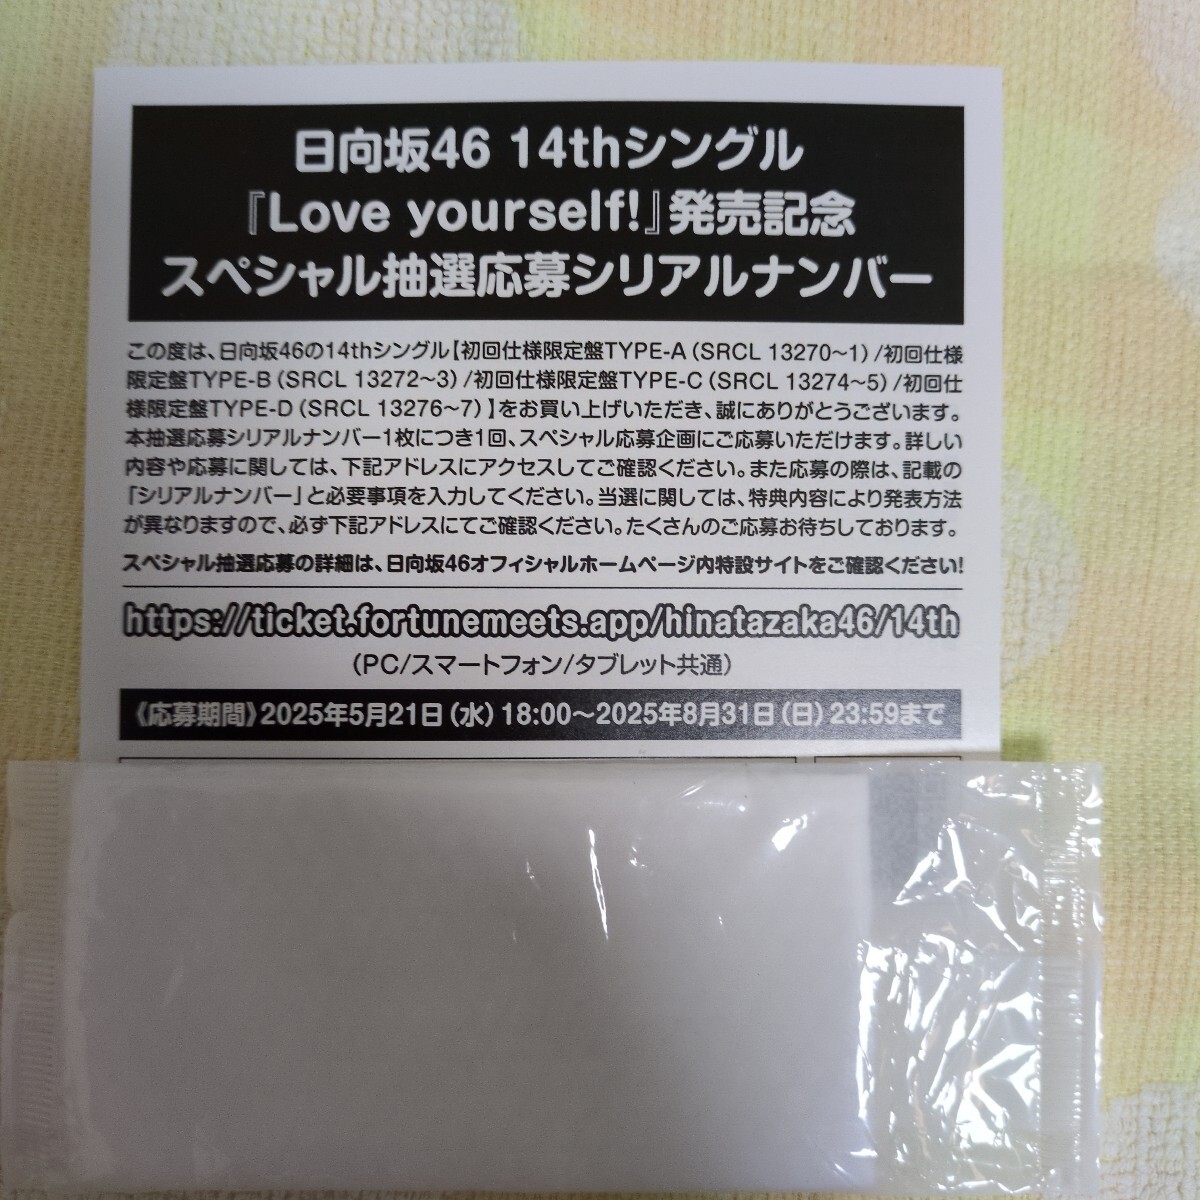 日向坂46 14thシングル
『Love yourself!』発売記念
スペシャル抽選応募シリアルナンバー
この度は、日向坂46の14thシングル【初回仕様限定盤TYPE-A（SRCL 13270～1）/初回仕様
限定盤TYPE-B（SRCL 13272～3）/初回仕様限定盤TYPE-C（SRCL 13274～5）/初回仕
様限定盤TYPE-D（SRCL 13276～7）】をお買い上げいただき、誠にありがとうございます。
本抽選応募シリアルナンバー1枚につき1回、スペシャル応募企画にご応募いただけます。詳しい
内容や応募に関しては、下記アドレスにアクセスしてご確認ください。また応募の際は、記載の
「シリアルナンバー」と必要事項を入力してください。当選に関しては、特典内容により発表方法
が異なりますので、必ず下記アドレスにてご確認ください。たくさんのご応募お待ちしております。
スペシャル抽選応募の詳細は、日向坂46オフィシャルホームページ内特設サイトをご確認ください!
https://ticket.fortunemeets.app/hinatazaka46/14th
（PC/スマートフォン/タブレット共通）
《応募期間》2025年5月21日（水）18:00～2025年8月31日（日）23:59まで